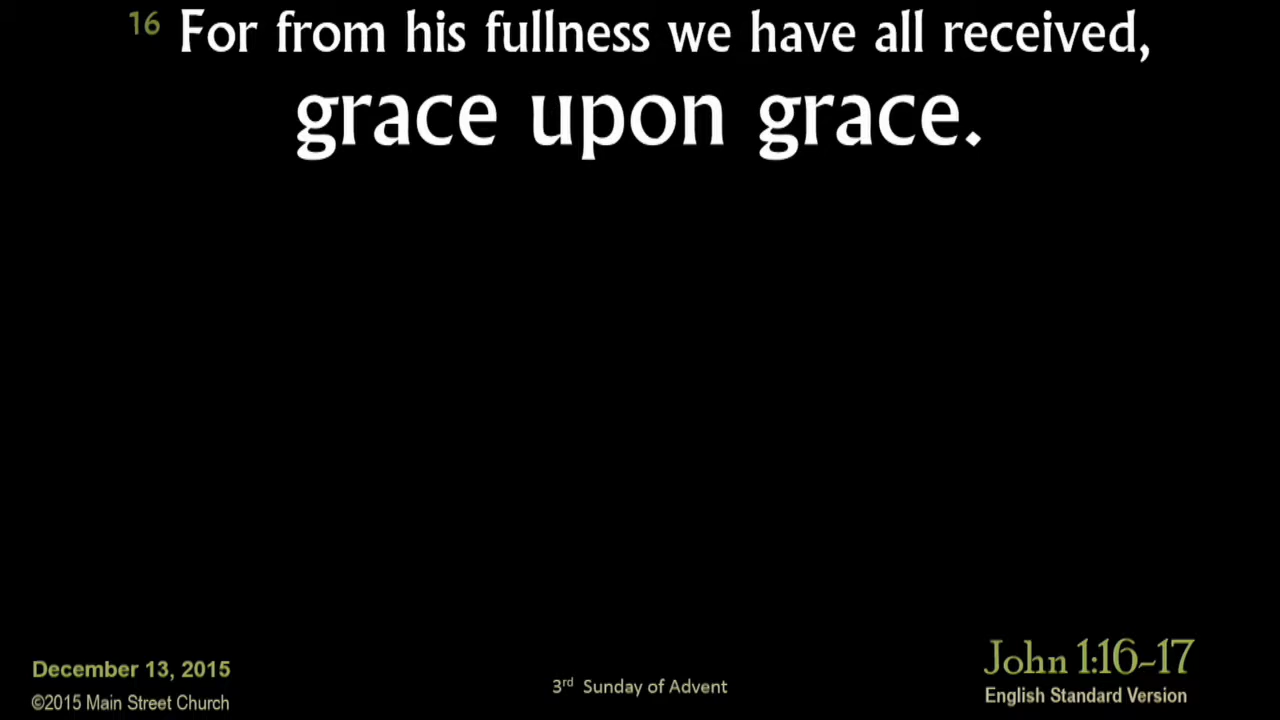 16 For from his fullness we have all received,
grace upon grace.
December 13, 2015
©2015 Main Street Church
3rd Sunday of Advent
John 1:16-17
English Standard Version